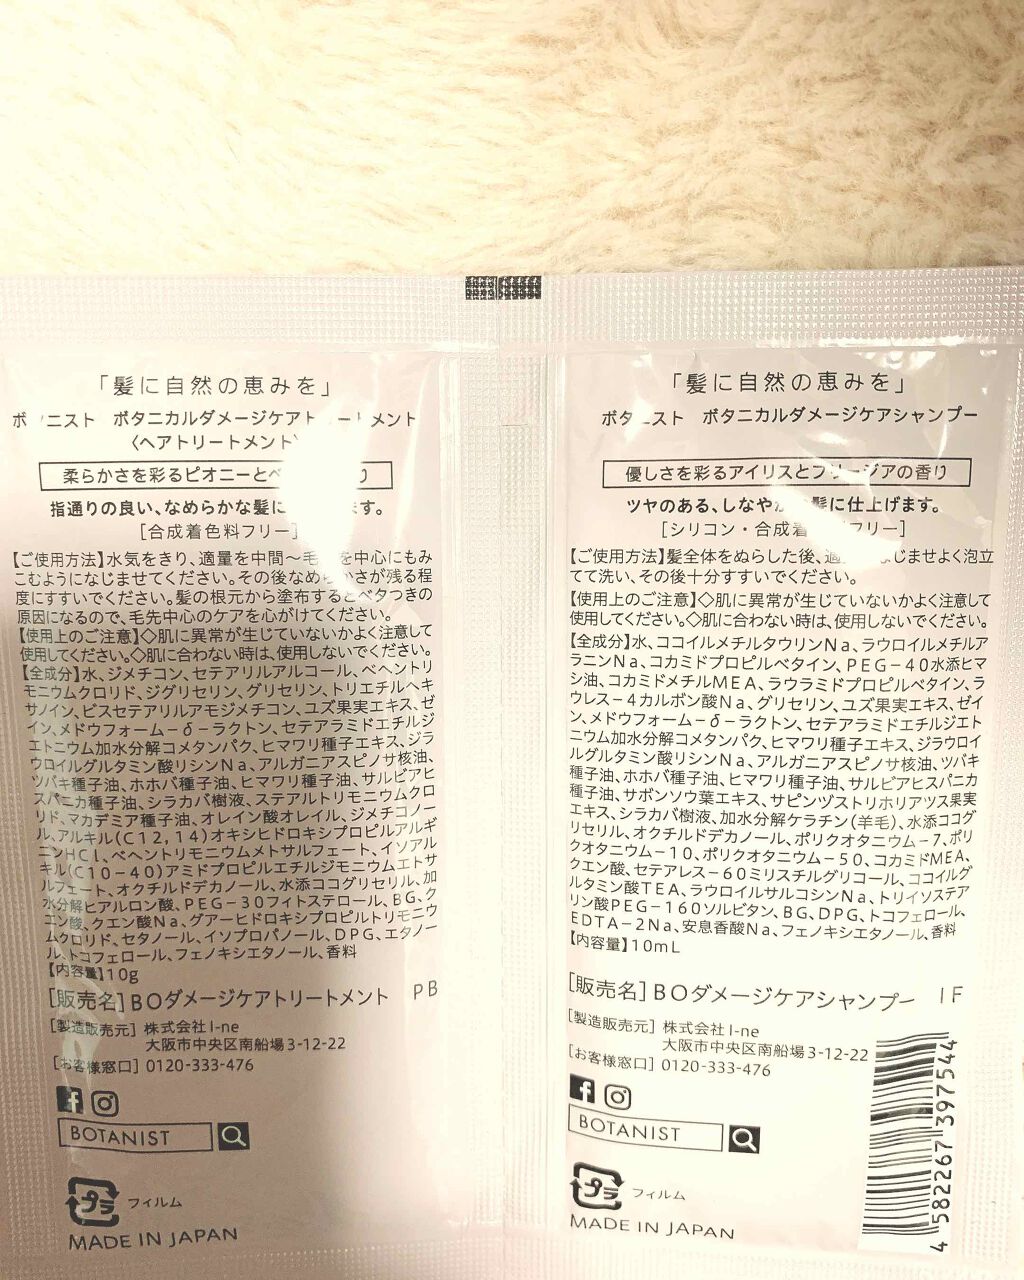 「髪に自然の恵みを」
ボタニスト ボタニカルダメージケアトリートメント
〈ヘアトリートメント〉
柔らかさを彩るピオニーと
指通りの良い、なめらかな髪に ます。
[合成着色料フリー]
【ご使用方法】水気をきり、適量を中間～毛 を中心にもみ
こむようになじませてください。その後なめらかさが残る程
度にすすいでください。髪の根元から塗布するとベタつきの
原因になるので、毛先中心のケアを心がけてください。
【使用上のご注意】◇肌に異常が生じていないかよく注意して
使用してください。◇肌に合わない時は、使用しないでください。
【全成分】水、ジメチコン、セテアリルアルコール、ベヘントリ
モニウムクロリド、ジグリセリン、グリセリン、トリエチルヘキ
サノイン、ビスセテアリルアモジメチコン、ユズ果実エキス、ゼ
イン、メドウフォーム－δ－ラクトン、セテアラミドエチルジ
エトニウム加水分解コメタンパク、ヒマワリ種子エキス、ジラ
ウロイルグルタミン酸リシンNa、アルガニアスピノサ核油、
ツバキ種子油、ホホバ種子油、ヒマワリ種子油、サルビアヒ
スパニカ種子油、シラカバ樹液、ステアルトリモニウムクロ
リド、マカデミア種子油、オレイン酸オレイル、ジメチコノー
ル、アルキル(C12,14)オキシヒドロキシプロピルアルギ
ニンHCl、ベヘントリモニウムメトサルフェート、イソアル
キル(C10-40)アミドプロピルエチルジモニウムエトサ
ルフェート、オクチルドデカノール、水添ココグリセリル、加
水分解ヒアルロン酸、PEG-30フィトステロール、BG、ク
エン酸、クエン酸Na、グアーヒドロキシプロピルトリモニウ
ムクロリド、セタノール、イソプロパノール、DPG、エタノー
ル、トコフェロール、フェノキシエタノール、香料
【内容量】10g
[販売名]BOダメージケアトリートメント PB
[製造販売元] 株式会社I-ne
大阪市中央区南船場3-12-22
[お客様窓口] 0120-333-476
BOTANIST
プラ フィルム
MADE IN JAPAN
「髪に自然の恵みを」
ボタニスト ボタニカルダメージケアシャンプー
優しさを彩るアイリスとフリージアの香り
ツヤのある、しなやかな髪に仕上げます。
[シリコン・合成着 フリー]
【ご使用方法】髪全体をぬらした後、適 なじませよく泡立
てて洗い、その後十分すすいでください。
【使用上のご注意】◇肌に異常が生じていないかよく注意して
使用してください。◇肌に合わない時は、使用しないでください。
【全成分】水、ココイルメチルタウリンNa、ラウロイルメチルア
ラニンNa、コカミドプロピルベタイン、PEG-40水添ヒマ
シ油、コカミドメチルMEA、ラウラミドプロピルベタイン、ラ
ウレス-4カルボン酸Na、グリセリン、ユズ果実エキス、ゼイ
ン、メドウフォーム－δ－ラクトン、セテアラミドエチルジエト
ニウム加水分解コメタンパク、ヒマワリ種子エキス、ジラウロイ
ルグルタミン酸リシンNa、アルガニアスピノサ核油、ツバキ
種子油、ホホバ種子油、ヒマワリ種子油、サルビアヒスパニカ
種子油、サボンソウ葉エキス、サピンヅストリホリアツス果実
エキス、シラカバ樹液、加水分解ケラチン(羊毛)、水添ココグ
リセリル、オクチルドデカノール、ポリクオタニウム-7、ポリ
クオタニウム-10、ポリクオタニウム-50、コカミドMEA、
クエン酸、セテアレス-60ミリスチルグリコール、ココイルグ
ルタミン酸TEA、ラウロイルサルコシンNa、トリイソステア
リン酸PEG-160ソルビタン、BG、DPG、トコフェロール、
EDTA-2Na、安息香酸Na、フェノキシエタノール、香料
【内容量】10mL
[販売名]BOダメージケアシャンプー IF
[製造販売元] 株式会社I-ne
大阪市中央区南船場3-12-22
[お客様窓口] 0120-333-476
BOTANIST
プラ フィルム
MADE IN JAPAN
4 582267 397544